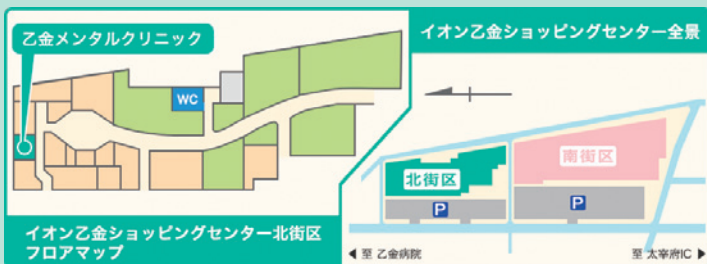 乙金メンタルクリニック
WC
イオン乙金ショッピングセンター北街区
フロアマップ
イオン乙金ショッピングセンター全景
南街区
北街区
P
P
◀ 至 乙金病院
至 太宰府IC ▶